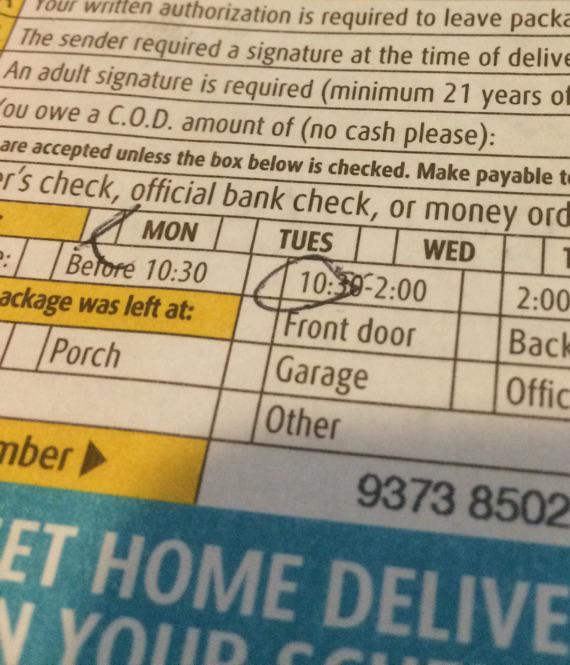 Your written authorization is required to leave packa
The sender required a signature at the time of delive
An adult signature is required (minimum 21 years of
You owe a C.O.D. amount of (no cash please):
are accepted unless the box below is checked. Make payable to
er's check, official bank check, or money ord
MON TUES WED T
e: Before 10:30 10:30-2:00 2:00
ackage was left at: Front door Back
Porch Garage Offic
Other
mber ▶ 9373 8502
ET HOME DELIVE
N YOUR SCHE